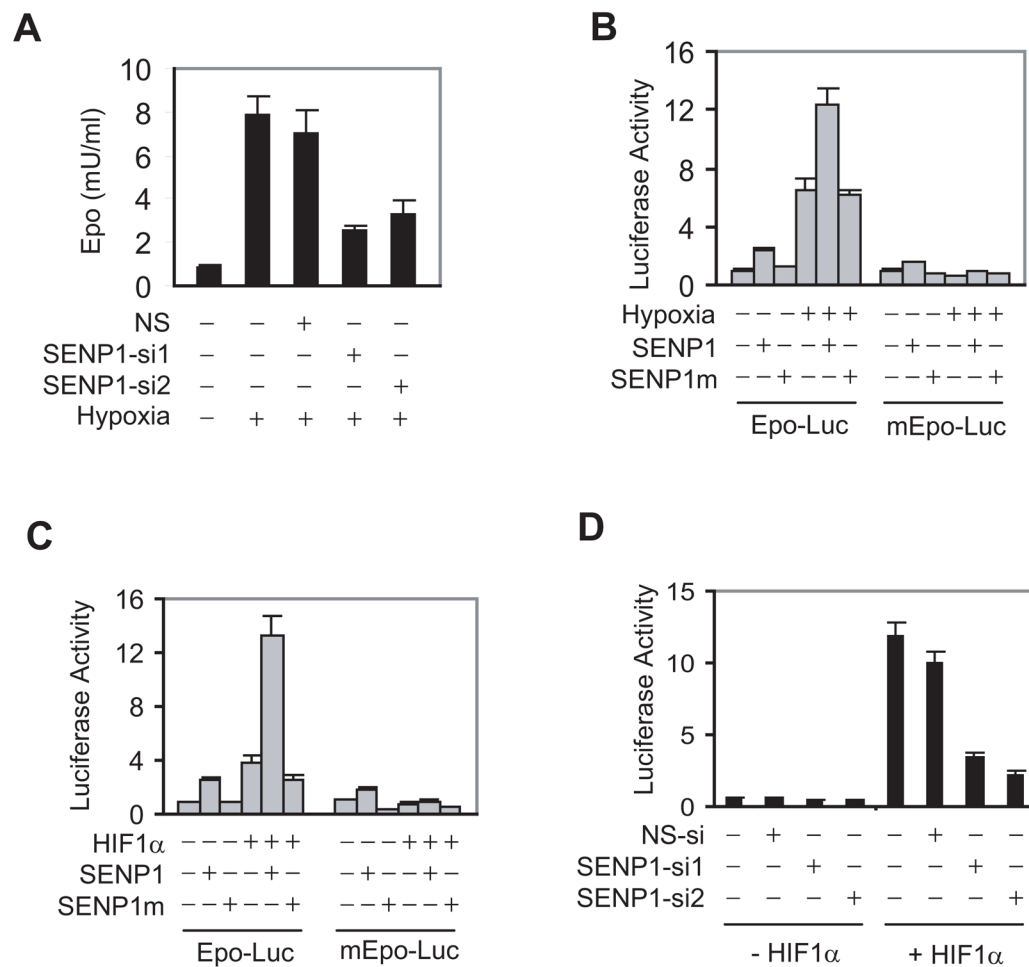 A
Epo (mU/ml)
10
8
6
4
2
0
NS – – + – –
SENP1-si1 – – – + –
SENP1-si2 – – – – +
Hypoxia – + + + +
B
Luciferase Activity
16
12
8
4
0
Hypoxia – – – + + + – – – + + +
SENP1 – + – – + – – + – – + –
SENP1m – – + – – + – – + – – +
Epo-Luc mEpo-Luc
C
Luciferase Activity
16
12
8
4
0
HIF1α – – – + + + – – – + + +
SENP1 – + – – + – – + – – + –
SENP1m – – + – – + – – + – – +
Epo-Luc mEpo-Luc
D
Luciferase Activity
15
10
5
0
NS-si – + – – – + – –
SENP1-si1 – – + – – – + –
SENP1-si2 – – – + – – – +
- HIF1α + HIF1α